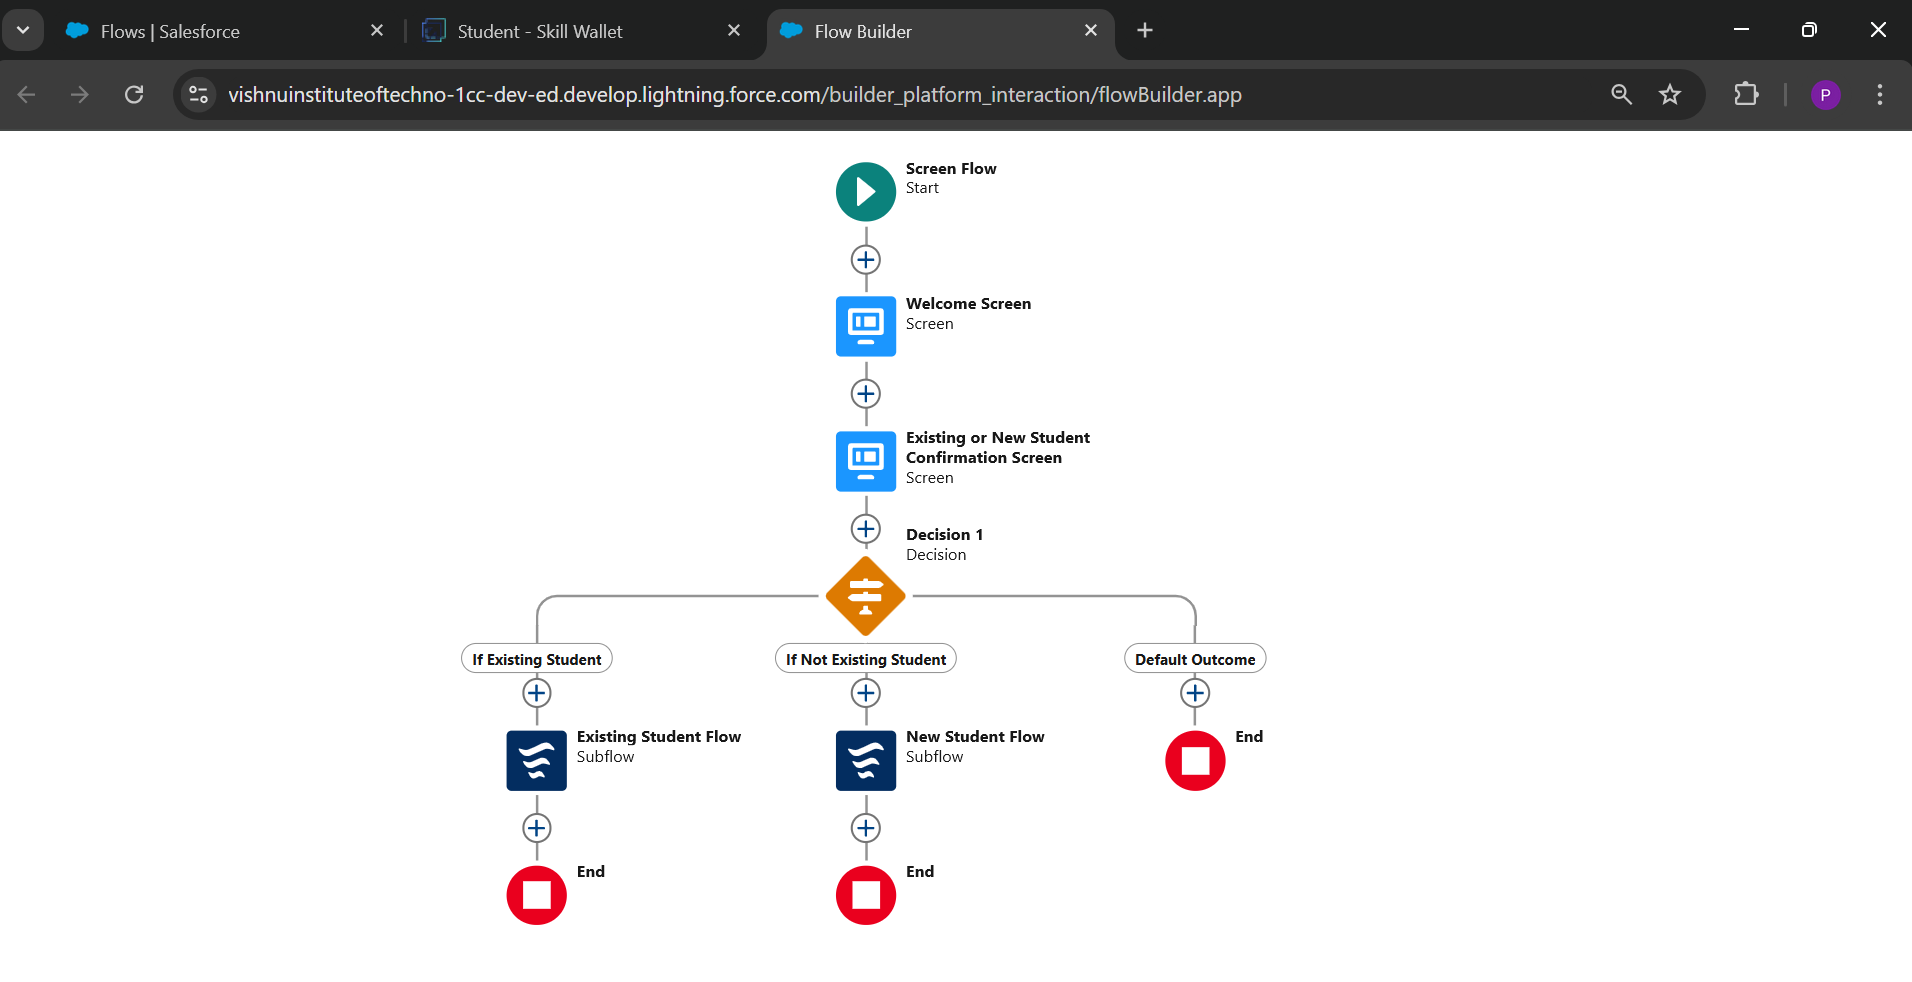 Flows | Salesforce
Student - Skill Wallet
Flow Builder
vishnuinstituteoftechno-1cc-dev-ed.develop.lightning.force.com/builder_platform_interaction/flowBuilder.app
P
Screen Flow
Start
Welcome Screen
Screen
Existing or New Student
Confirmation Screen
Screen
Decision 1
Decision
If Existing Student
If Not Existing Student
Default Outcome
Existing Student Flow
Subflow
New Student Flow
Subflow
End
End
End